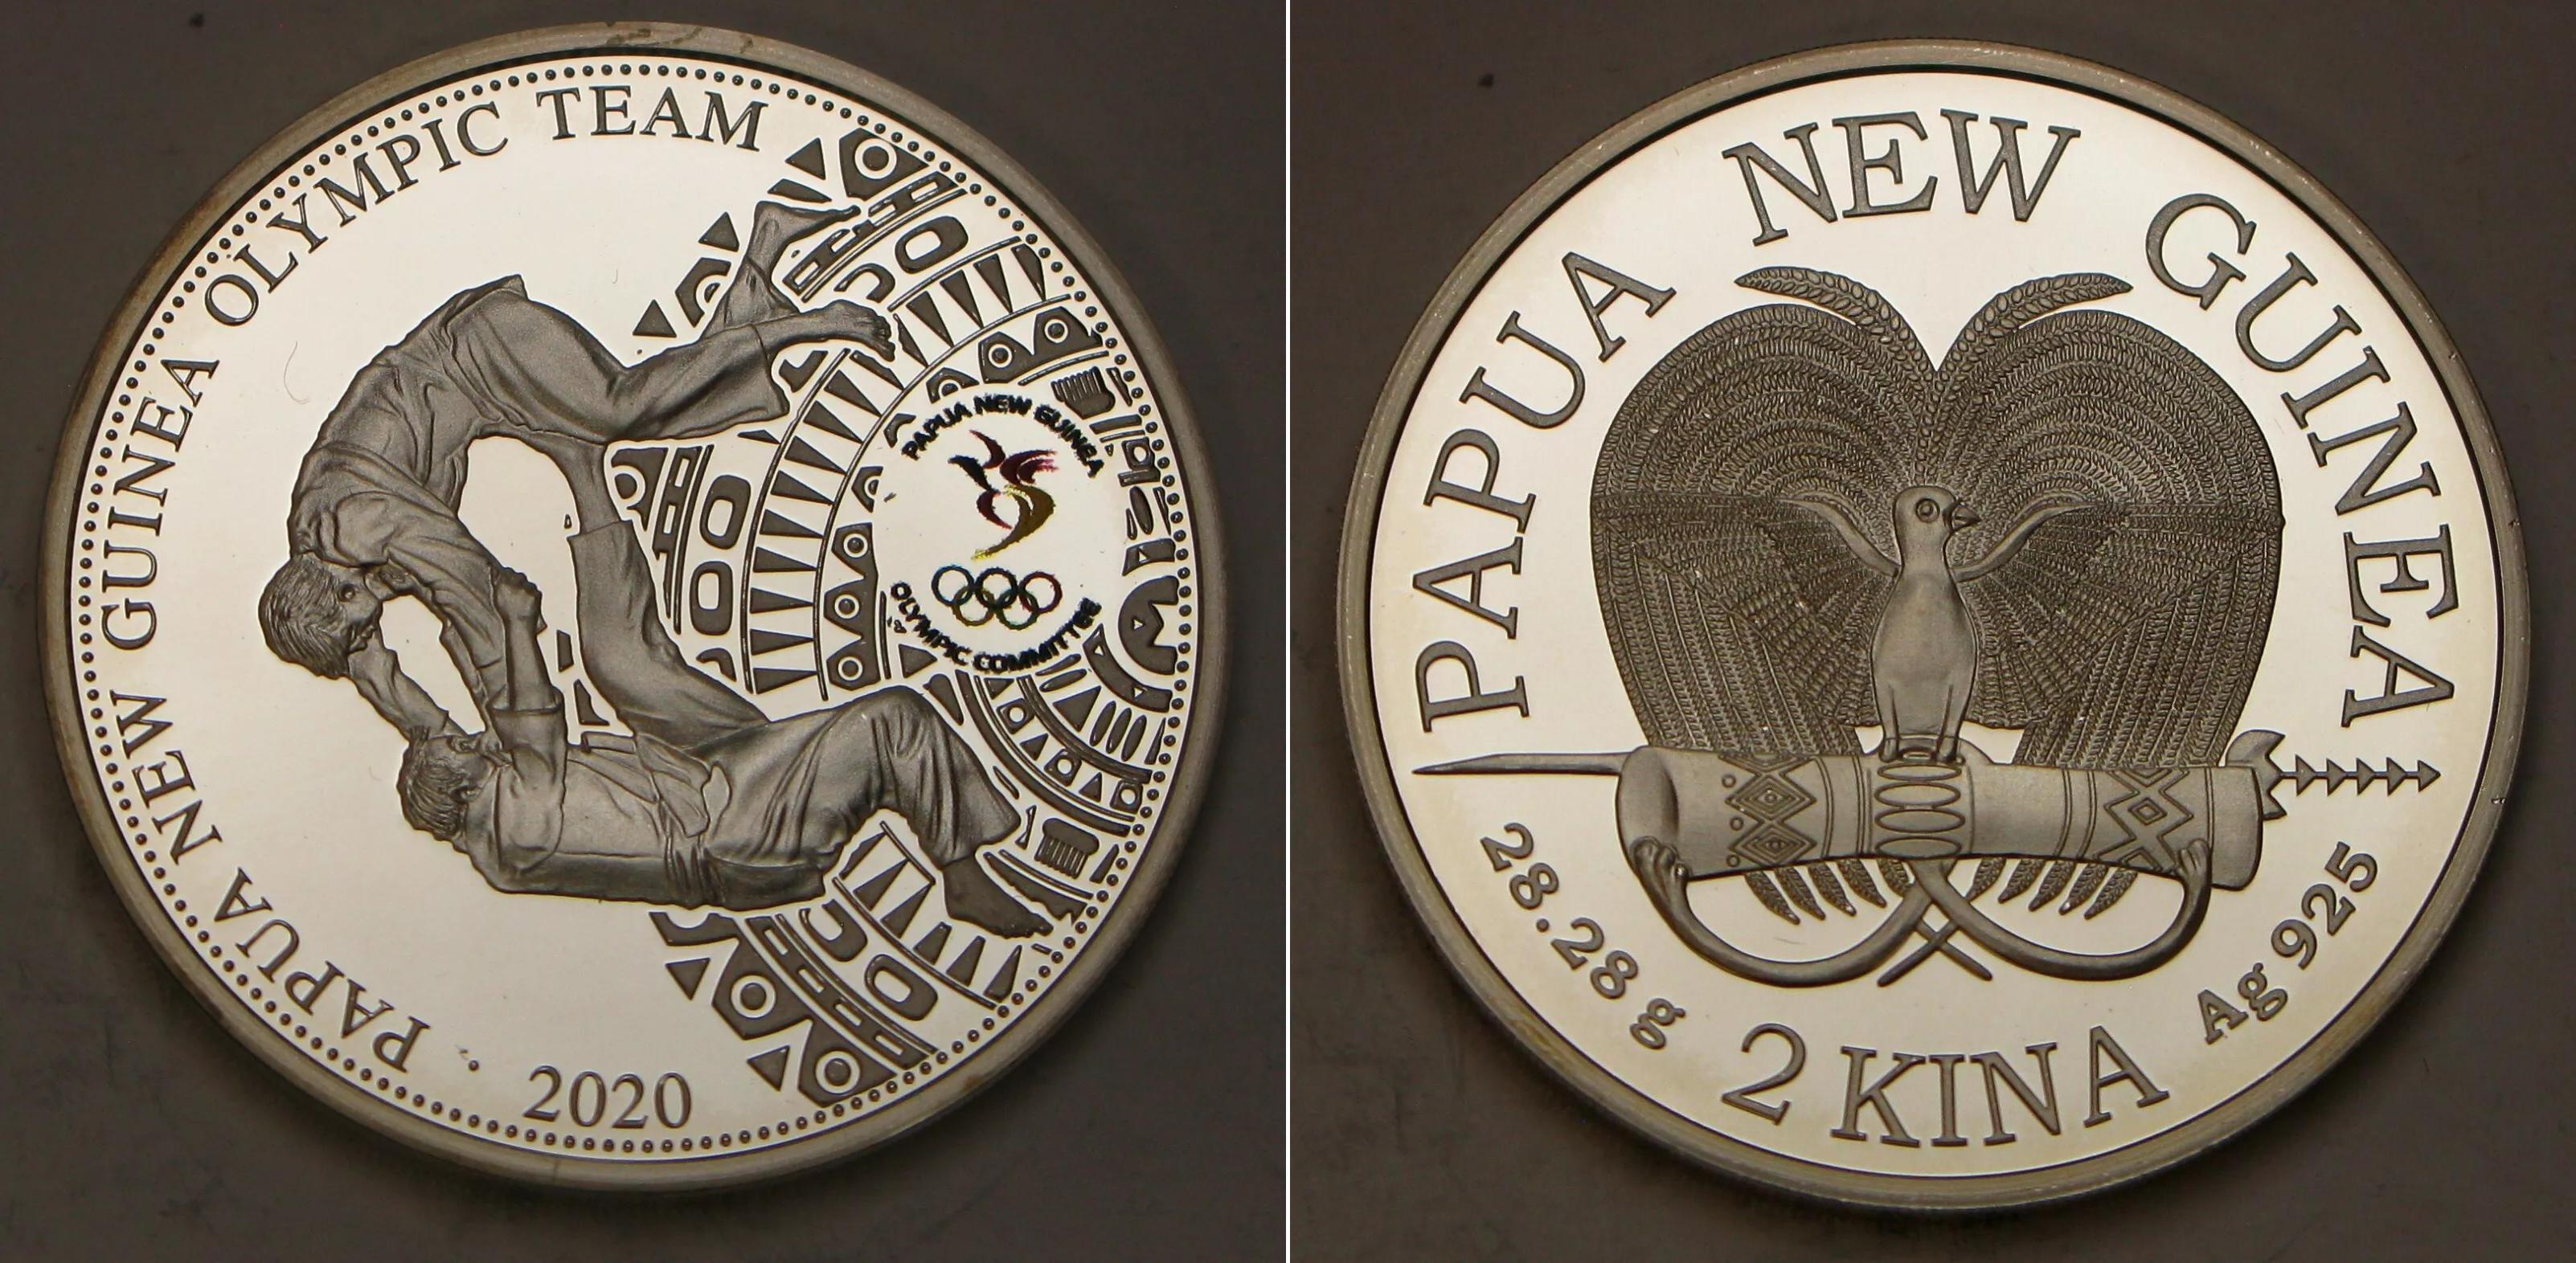 PAPUA NEW GUINEA OLYMPIC TEAM
PAPUA NEW GUINEA
OLYMPIC COMMITTEE
· 2020
PAPUA NEW GUINEA
28.28 g
2 KINA
Ag 925